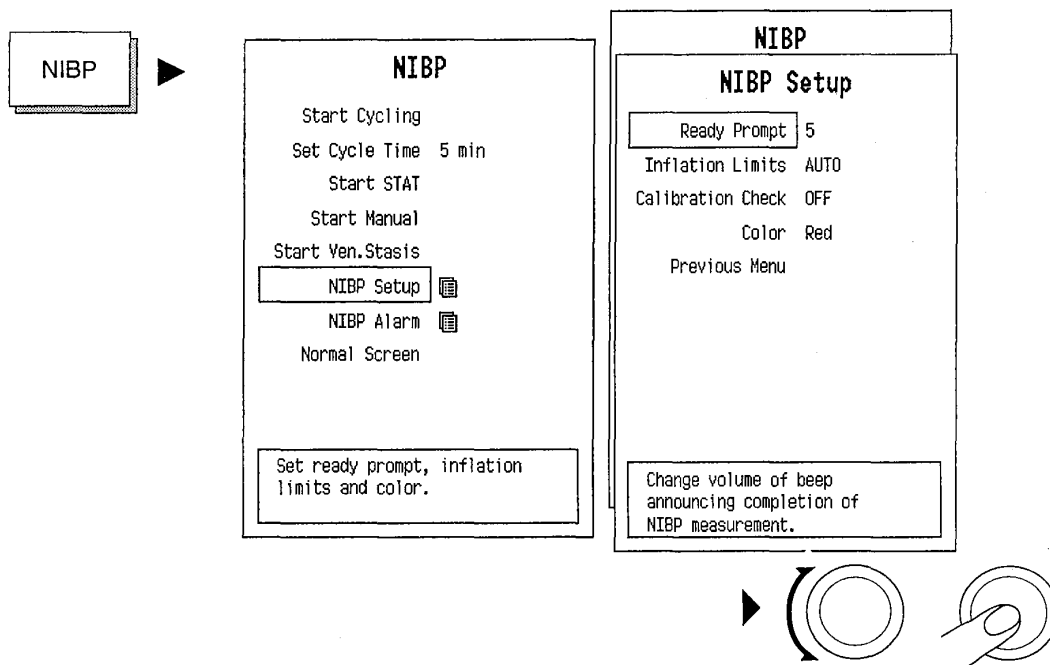 NIBP
NIBP
Start Cycling
Set Cycle Time 5 min
Start STAT
Start Manual
Start Ven.Stasis
NIBP Setup
NIBP Alarm
Normal Screen
Set ready prompt, inflation
limits and color.
NIBP
NIBP Setup
Ready Prompt 5
Inflation Limits AUTO
Calibration Check OFF
Color Red
Previous Menu
Change volume of beep
announcing completion of
NIBP measurement.